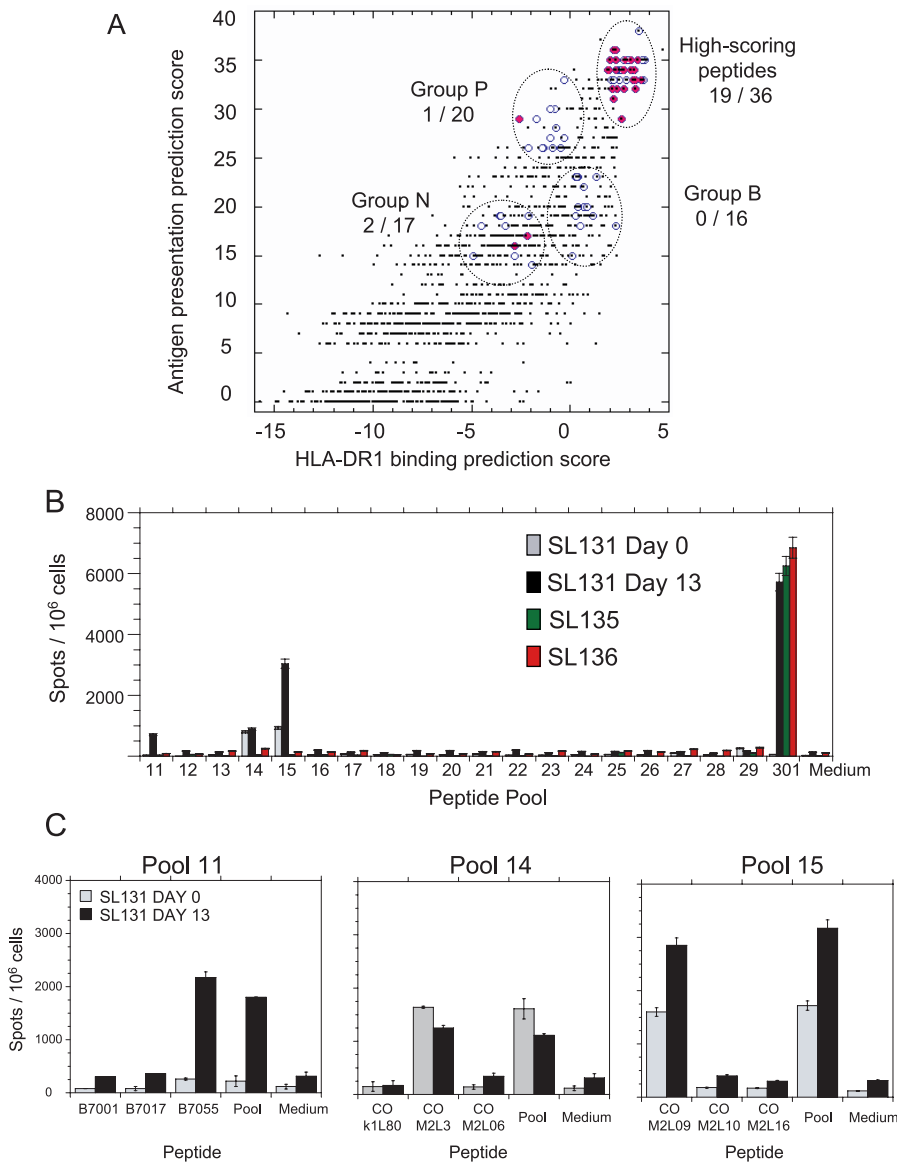 A
Antigen presentation prediction score
40
35
30
25
20
15
10
5
0
Group P
1 / 20
High-scoring
peptides
19 / 36
Group N
2 / 17
Group B
0 / 16
-15 -10 -5 0 5
HLA-DR1 binding prediction score
B
Spots / 10⁶ cells
8000
6000
4000
2000
SL131 Day 0
SL131 Day 13
SL135
SL136
11 12 13 14 15 16 17 18 19 20 21 22 23 24 25 26 27 28 29 301 Medium
Peptide Pool
C
Pool 11
Spots / 10⁶ cells
4000
3000
2000
1000
0
SL131 DAY 0
SL131 DAY 13
B7001 B7017 B7055 Pool Medium
Peptide
Pool 14
CO CO CO Pool Medium
k1L80 M2L3 M2L06
Peptide
Pool 15
CO CO CO Pool Medium
M2L09 M2L10 M2L16
Peptide